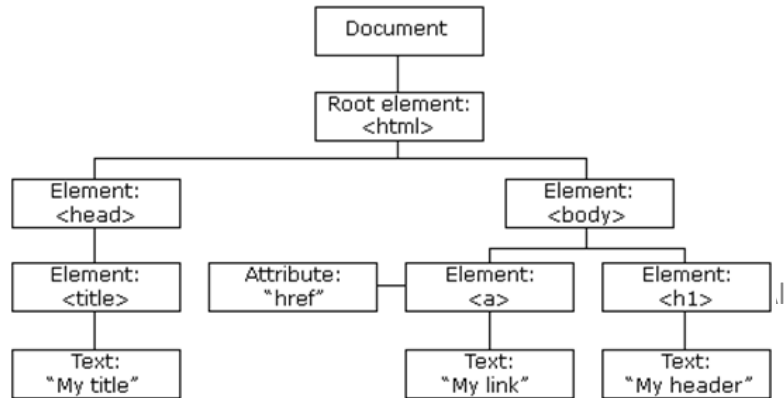 Document
Root element:
<html>
Element:
<head>
Element:
<body>
Element:
<title>
Attribute:
"href"
Element:
<a>
Element:
<h1>
Text:
"My title"
Text:
"My link"
Text:
"My header"